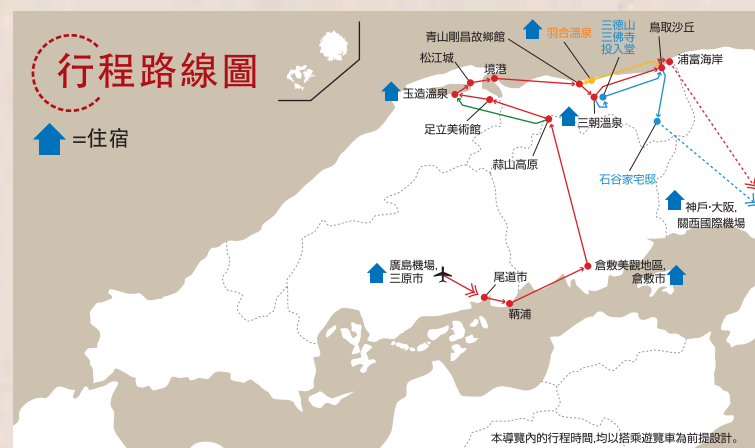 行程路線圖
=住宿
青山剛昌故鄉館
羽合溫泉
三德山
三佛寺
投入堂
鳥取沙丘
浦富海岸
松江城
境港
玉造溫泉
足立美術館
三朝溫泉
蒜山高原
石谷家宅邸
神戶·大阪,
關西國際機場
廣島機場,
三原市
尾道市
鞆浦
倉敷美觀地區,
倉敷市
本導覽內的行程時間,均以搭乘遊覽車為前提設計。